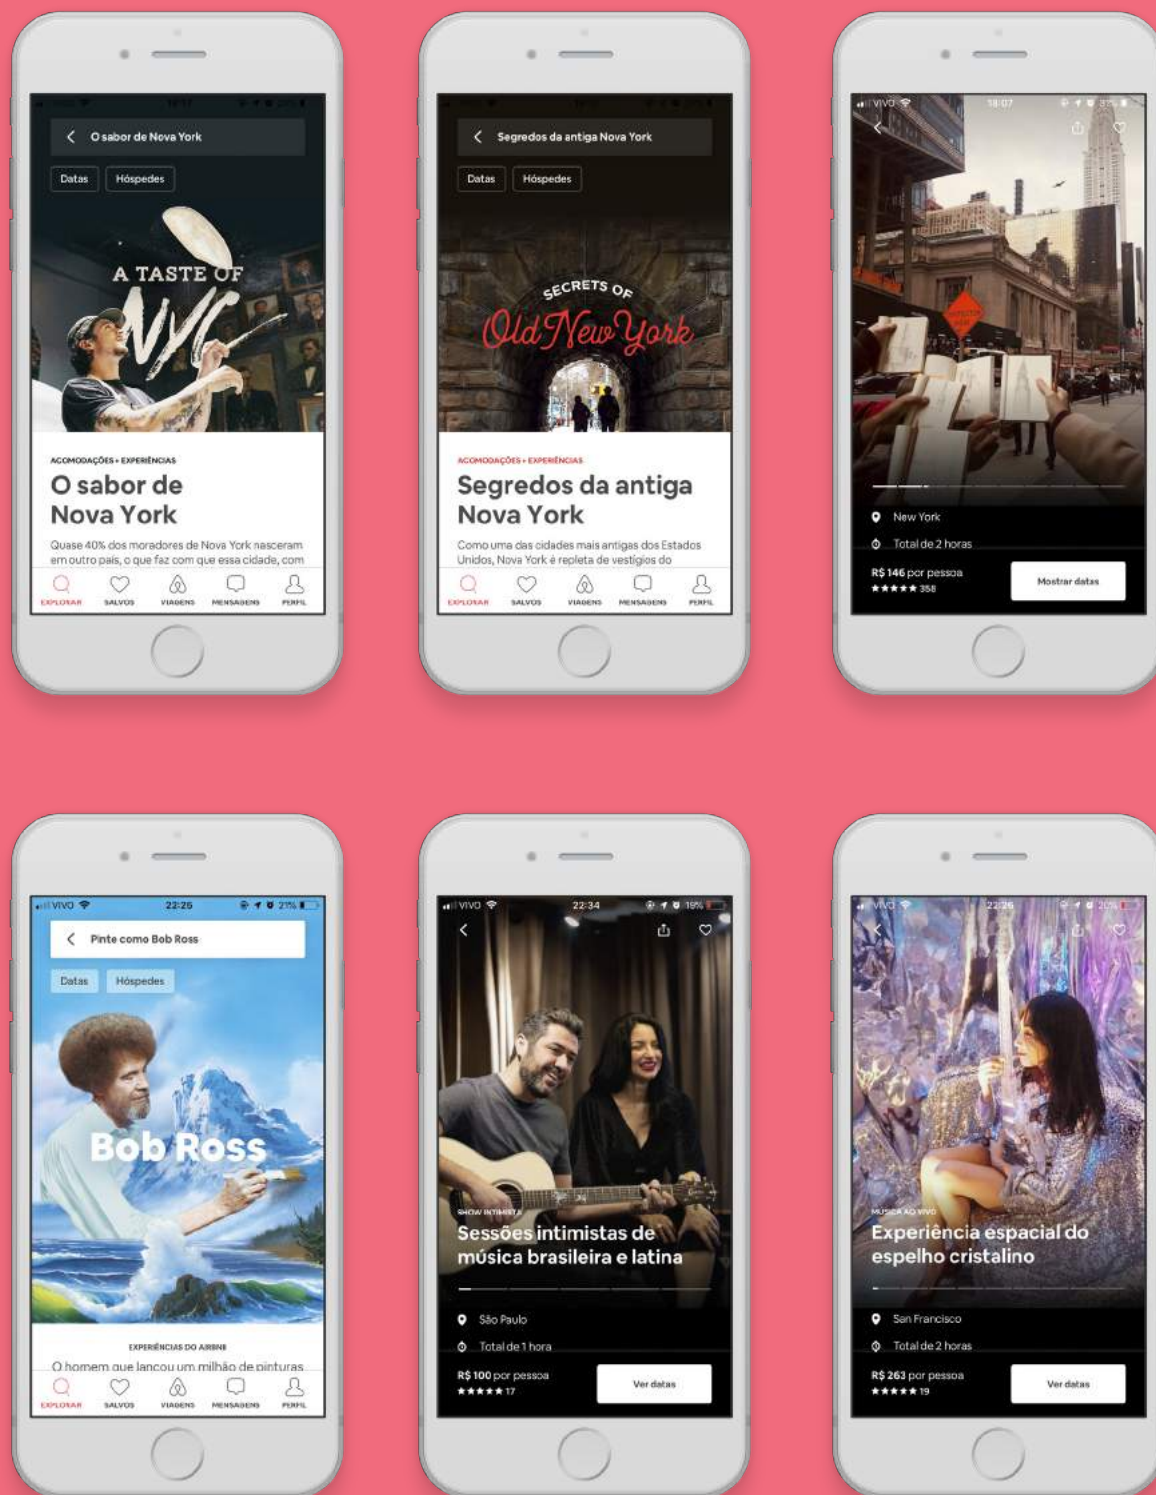 O sabor de Nova York
Datas
Hóspedes
A TASTE OF
NYC
ACOMODAÇÕES + EXPERIÊNCIAS
O sabor de
Nova York
Quase 40% dos moradores de Nova York nasceram
em outro país, o que faz com que essa cidade, com
EXPLORAR SALVOS VIAGENS MENSAGENS PERFIL
Segredos da antiga Nova York
Datas
Hóspedes
SECRETS OF
Old New York
ACOMODAÇÕES + EXPERIÊNCIAS
Segredos da antiga
Nova York
Como uma das cidades mais antigas dos Estados
Unidos, Nova York é repleta de vestígios do
EXPLORAR SALVOS VIAGENS MENSAGENS PERFIL
VIVO 18:07
New York
Total de 2 horas
R$ 146 por pessoa
★★★★★ 358
Mostrar datas
VIVO 22:26 21%
Pinte como Bob Ross
Datas
Hóspedes
Bob Ross
EXPERIÊNCIAS DO AIRBNB
O homem que lançou um milhão de pinturas
EXPLORAR SALVOS VIAGENS MENSAGENS PERFIL
VIVO 22:34 19%
SHOW INTIMISTA
Sessões intimistas de
música brasileira e latina
São Paulo
Total de 1 hora
R$ 100 por pessoa
★★★★★ 17
Ver datas
VIVO 22:26 20%
MÚSICA AO VIVO
Experiência espacial do
espelho cristalino
San Francisco
Total de 2 horas
R$ 263 por pessoa
★★★★★ 19
Ver datas